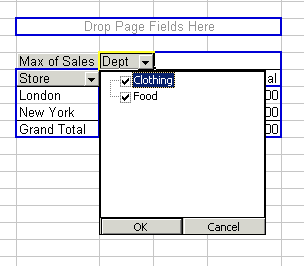 Drop Page Fields Here
Max of Sales Dept
Store al
Clothing
Food
London 00
New York 00
Grand Total 00
OK Cancel